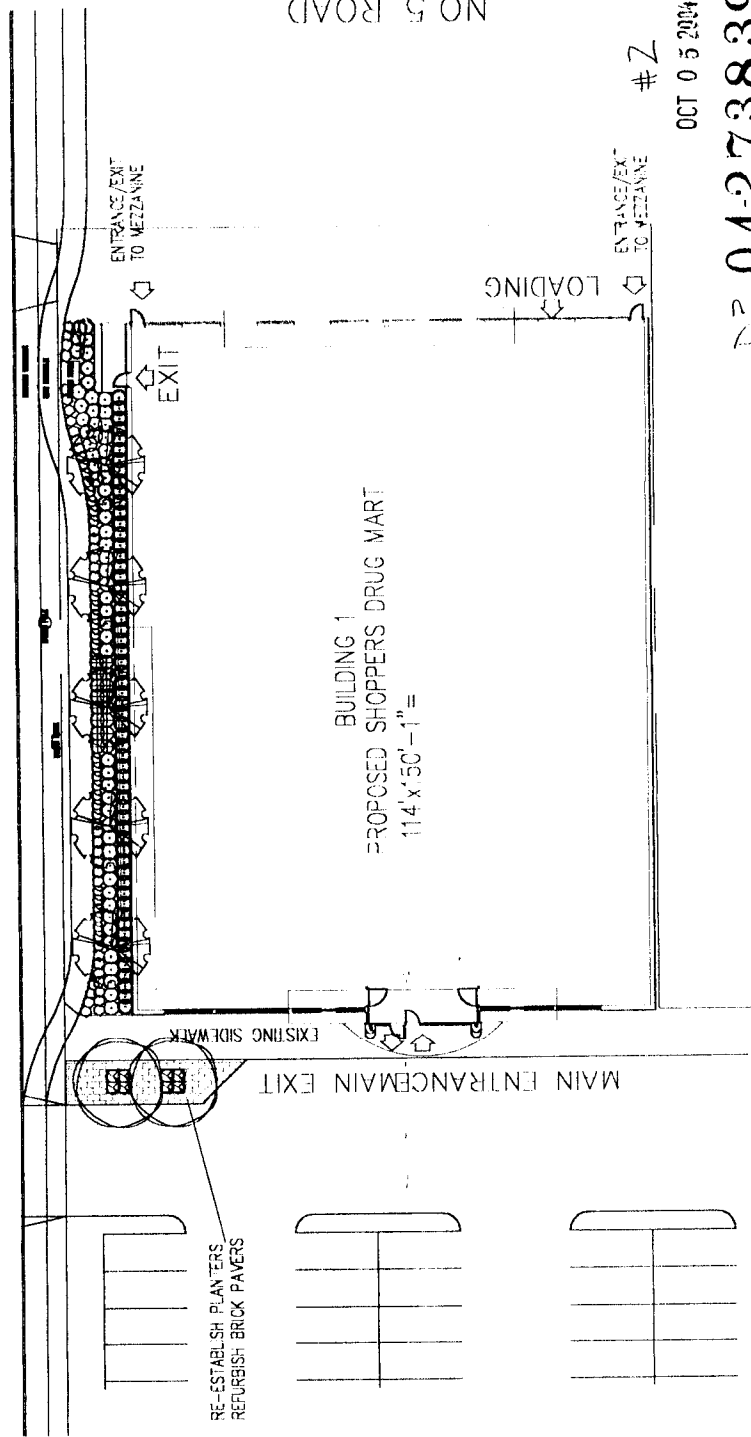 NO 5 ROAD
#2
OCT 0 5 2004
ENTRANCE/EXIT
TO MEZZANINE
EXIT
LOADING
ENTRANCE/EXIT
TO MEZZANINE
BUILDING 1
PROPOSED SHOPPERS DRUG MART
114'x150'-1"=
EXISTING SIDEWALK
MAIN ENTRANCE
MAIN EXIT
RE-ESTABLISH PLANTERS
REFURBISH BRICK PAVERS